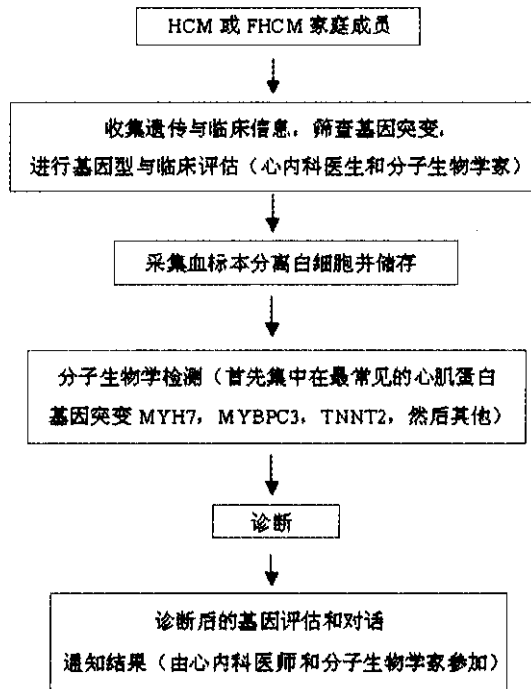 HCM 或 FHCM 家庭成员
收集遗传与临床信息，筛查基因突变，
进行基因型与临床评估（心内科医生和分子生物学家）
采集血标本分离白细胞并储存
分子生物学检测（首先集中在最常见的心肌蛋白
基因突变 MYH7，MYBPC3，TNNT2，然后其他）
诊断
诊断后的基因评估和对话
通知结果（由心内科医师和分子生物学家参加）